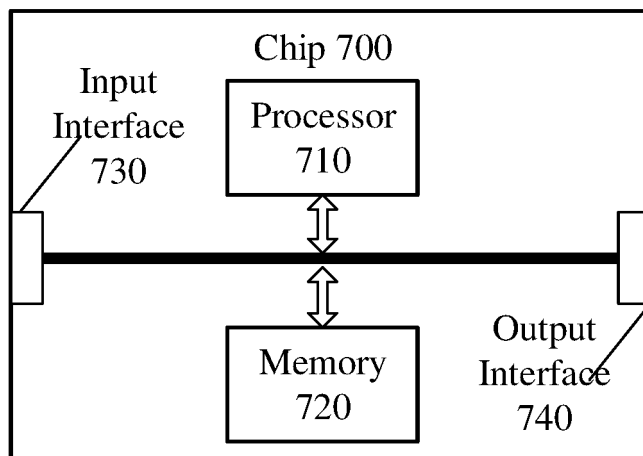 Chip 700
Input
Interface
730
Processor
710
Memory
720
Output
Interface
740